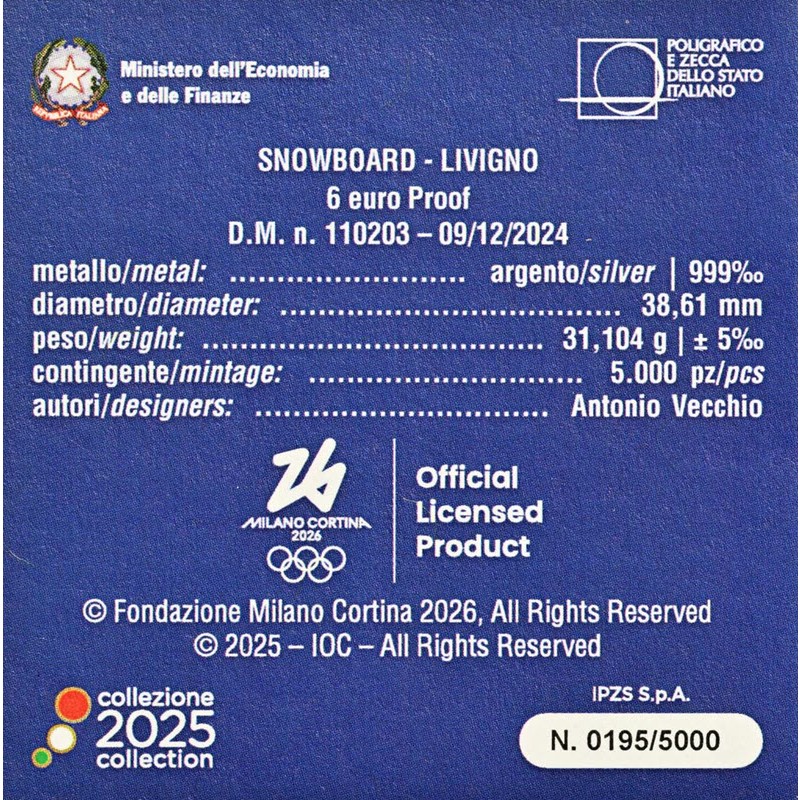 Ministero dell'Economia
e delle Finanze
REPVBBLICA ITALIANA
POLIGRAFICO
E ZECCA
DELLO STATO
ITALIANO
SNOWBOARD - LIVIGNO
6 euro Proof
D.M. n. 110203 – 09/12/2024
metallo/metal: ........................ argento/silver | 999‰
diametro/diameter: ................................... 38,61 mm
peso/weight: ................................... 31,104 g | ± 5‰
contingente/mintage: ............................ 5.000 pz/pcs
autori/designers: .............................. Antonio Vecchio
26
MILANO CORTINA
2026
Official
Licensed
Product
© Fondazione Milano Cortina 2026, All Rights Reserved
© 2025 – IOC – All Rights Reserved
collezione
2025
collection
IPZS S.p.A.
N. 0195/5000